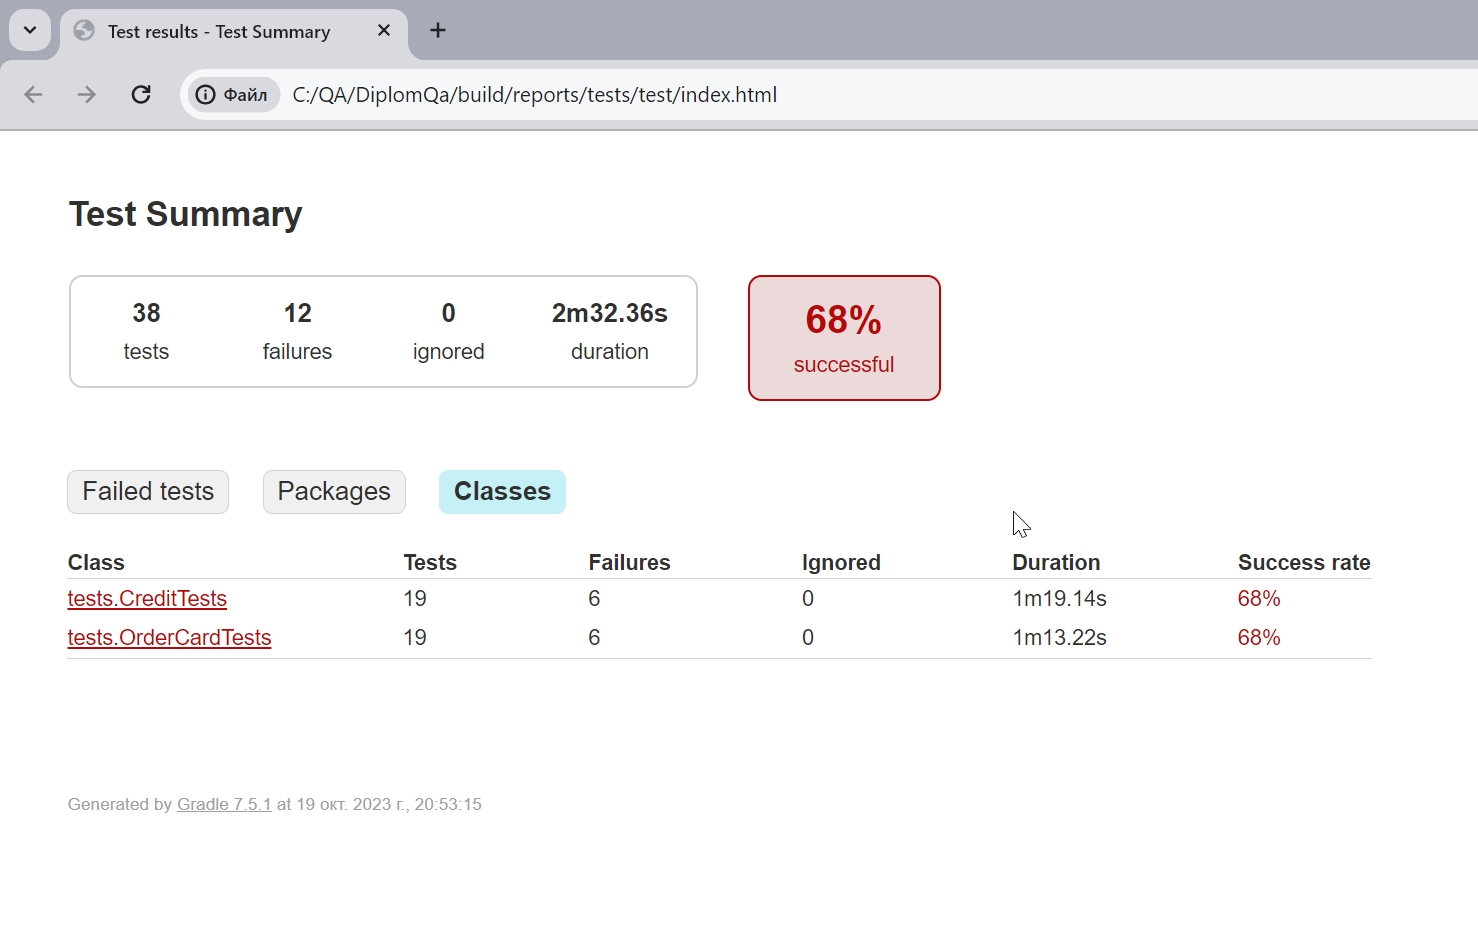 Test results - Test Summary
Файл C:/QA/DiplomQa/build/reports/tests/test/index.html
Test Summary
38 12 0 2m32.36s
tests failures ignored duration
68%
successful
Failed tests Packages Classes
Class Tests Failures Ignored Duration Success rate
tests.CreditTests 19 6 0 1m19.14s 68%
tests.OrderCardTests 19 6 0 1m13.22s 68%
Generated by Gradle 7.5.1 at 19 окт. 2023 г., 20:53:15